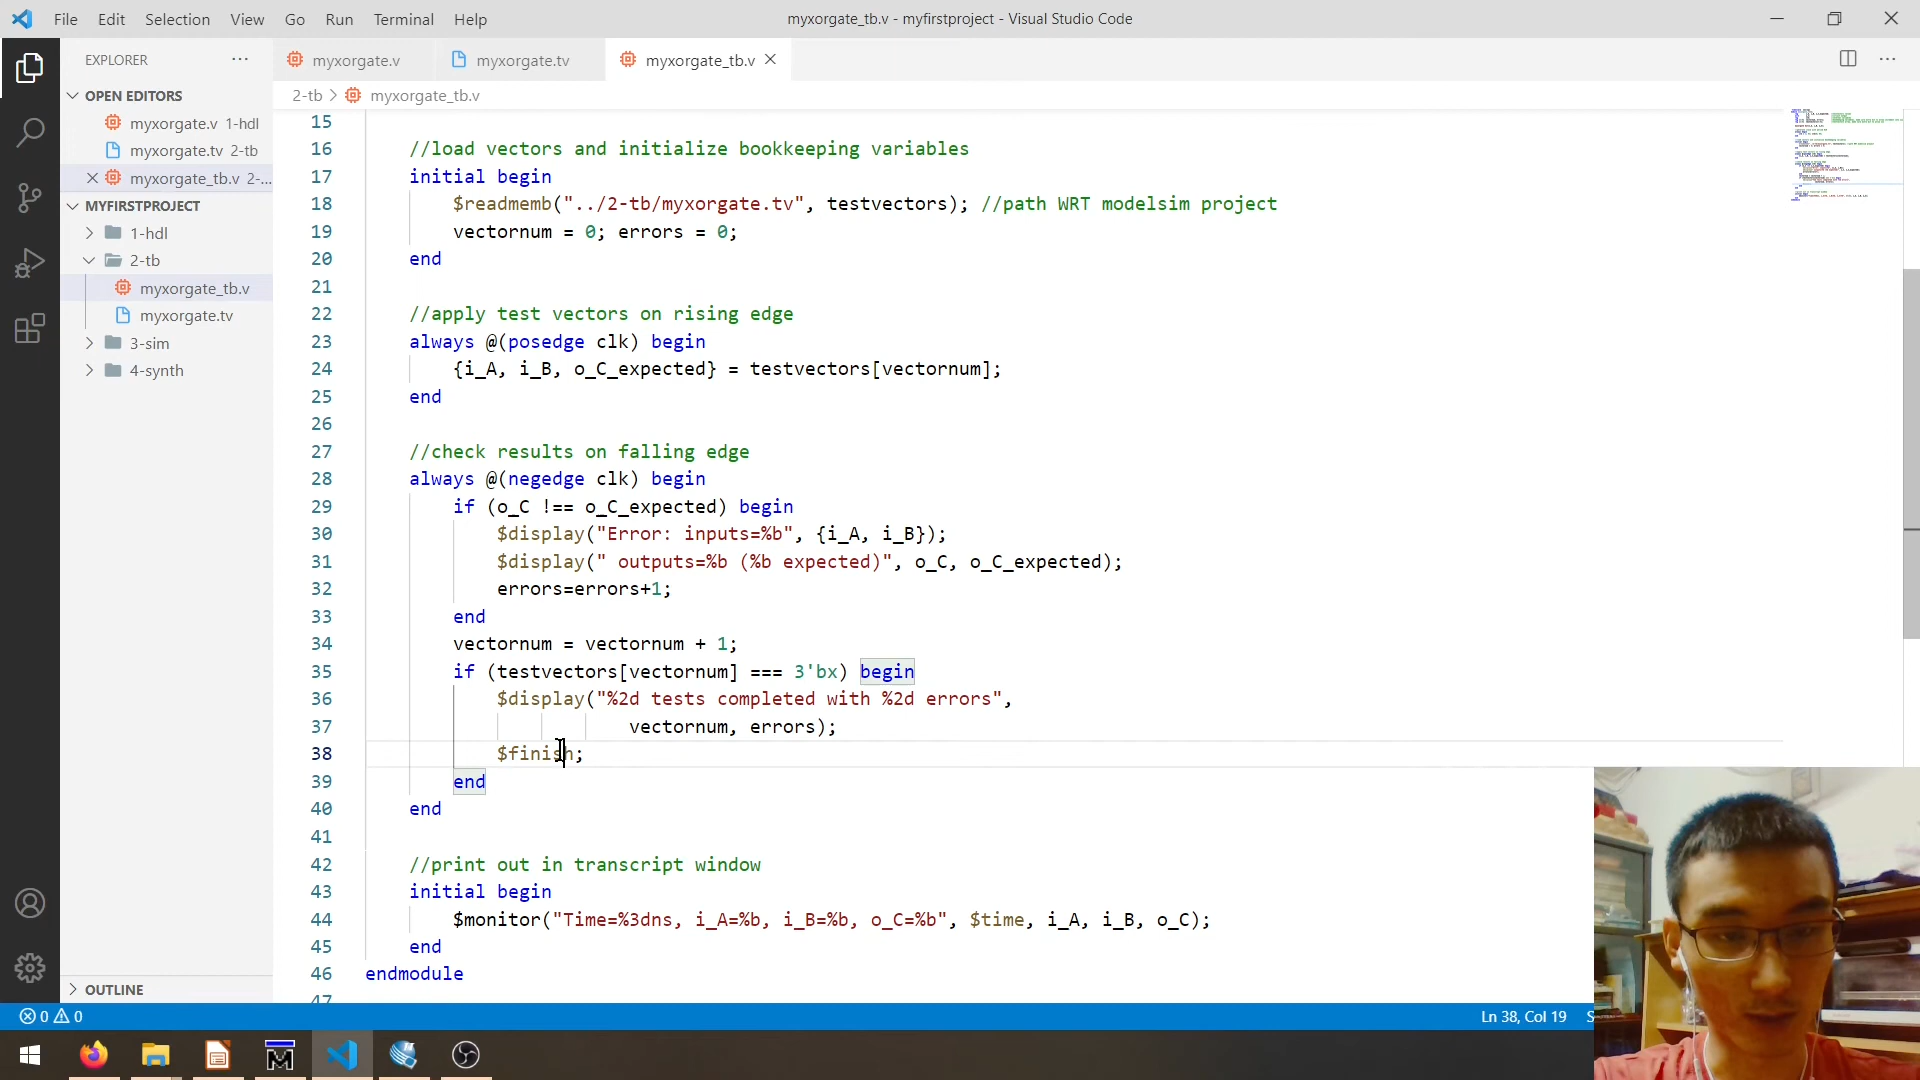 File Edit Selection View Go Run Terminal Help
myxorgate_tb.v - myfirstproject - Visual Studio Code
EXPLORER
OPEN EDITORS
myxorgate.v 1-hdl
myxorgate.tv 2-tb
myxorgate_tb.v 2-...
MYFIRSTPROJECT
1-hdl
2-tb
myxorgate_tb.v
myxorgate.tv
3-sim
4-synth
OUTLINE
myxorgate.v
myxorgate.tv
myxorgate_tb.v
2-tb > myxorgate_tb.v
15
16 //load vectors and initialize bookkeeping variables
17 initial begin
18 $readmemb("../2-tb/myxorgate.tv", testvectors); //path WRT modelsim project
19 vectornum = 0; errors = 0;
20 end
21
22 //apply test vectors on rising edge
23 always @(posedge clk) begin
24 {i_A, i_B, o_C_expected} = testvectors[vectornum];
25 end
26
27 //check results on falling edge
28 always @(negedge clk) begin
29 if (o_C !== o_C_expected) begin
30 $display("Error: inputs=%b", {i_A, i_B});
31 $display(" outputs=%b (%b expected)", o_C, o_C_expected);
32 errors=errors+1;
33 end
34 vectornum = vectornum + 1;
35 if (testvectors[vectornum] === 3'bx) begin
36 $display("%2d tests completed with %2d errors",
37 vectornum, errors);
38 $finish;
39 end
40 end
41
42 //print out in transcript window
43 initial begin
44 $monitor("Time=%3dns, i_A=%b, i_B=%b, o_C=%b", $time, i_A, i_B, o_C);
45 end
46 endmodule
47
0 0
Ln 38, Col 19